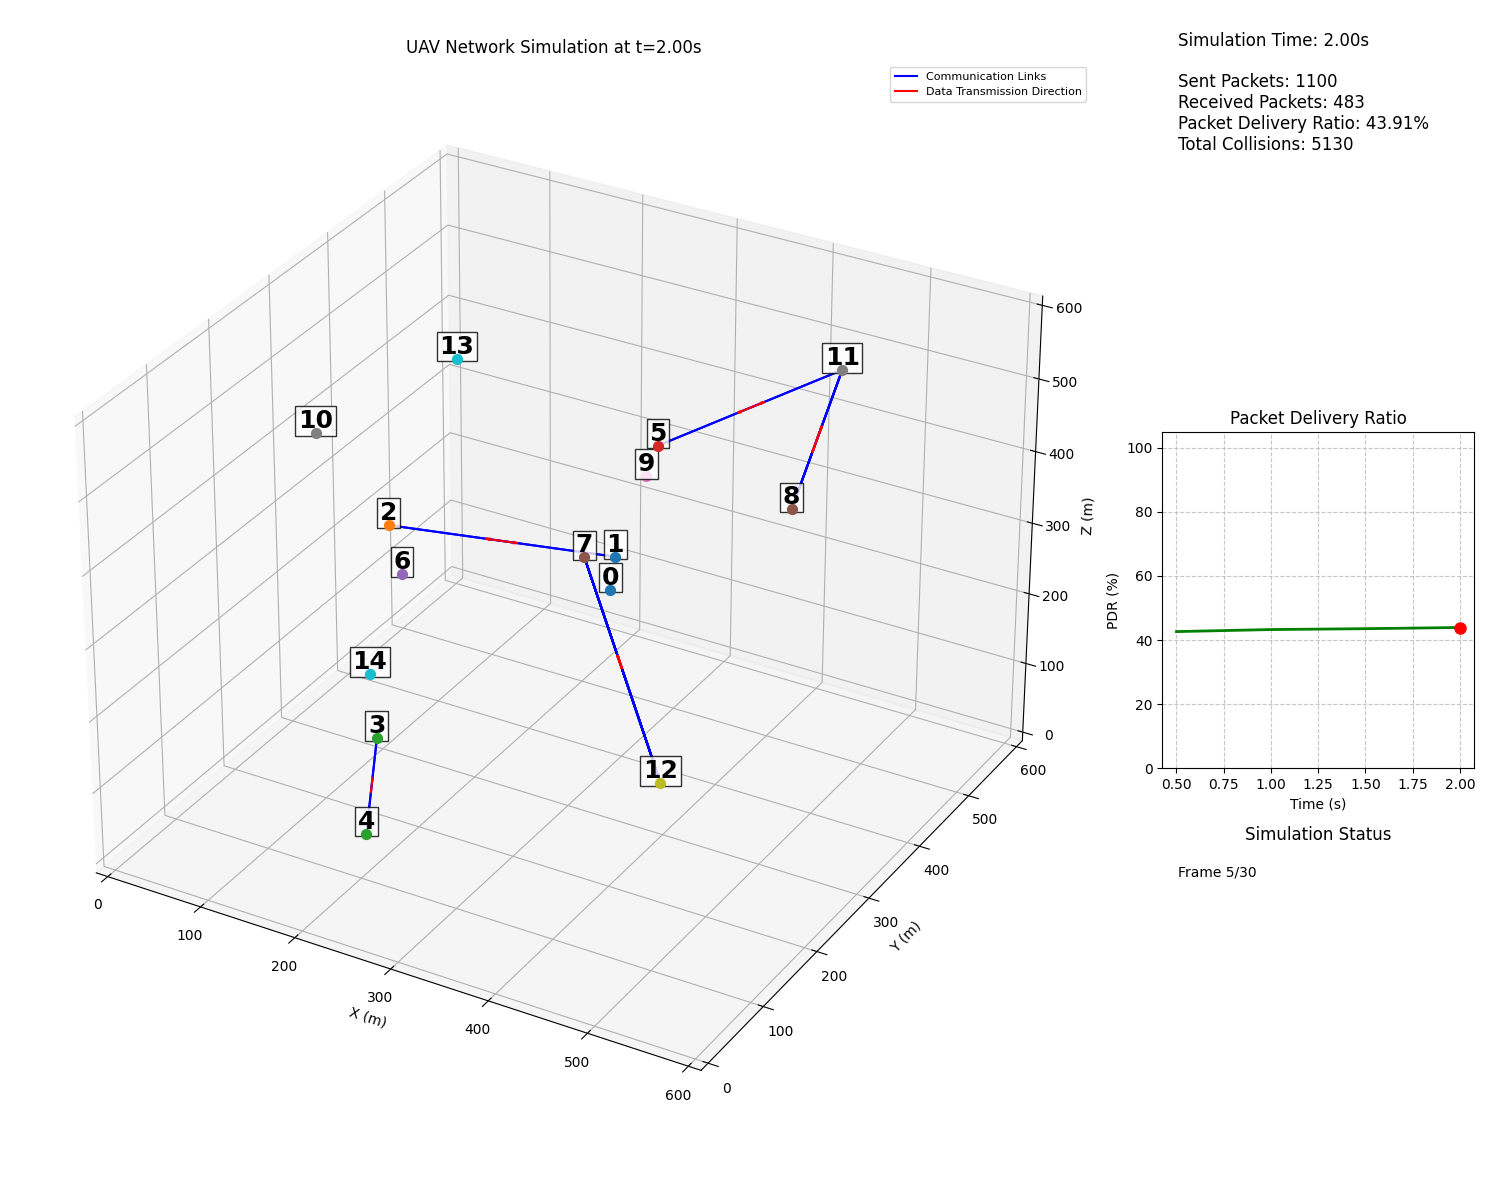 UAV Network Simulation at t=2.00s
Communication Links
Data Transmission Direction
Simulation Time: 2.00s
Sent Packets: 1100
Received Packets: 483
Packet Delivery Ratio: 43.91%
Total Collisions: 5130
13
11
10
5
9
8
2
7
1
6
0
14
3
12
4
0
100
200
300
400
500
600
X (m)
0
100
200
300
400
500
600
Y (m)
600
500
400
300
200
100
0
Z (m)
Packet Delivery Ratio
100
80
60
40
20
0
PDR (%)
0.50 0.75 1.00 1.25 1.50 1.75 2.00
Time (s)
Simulation Status
Frame 5/30